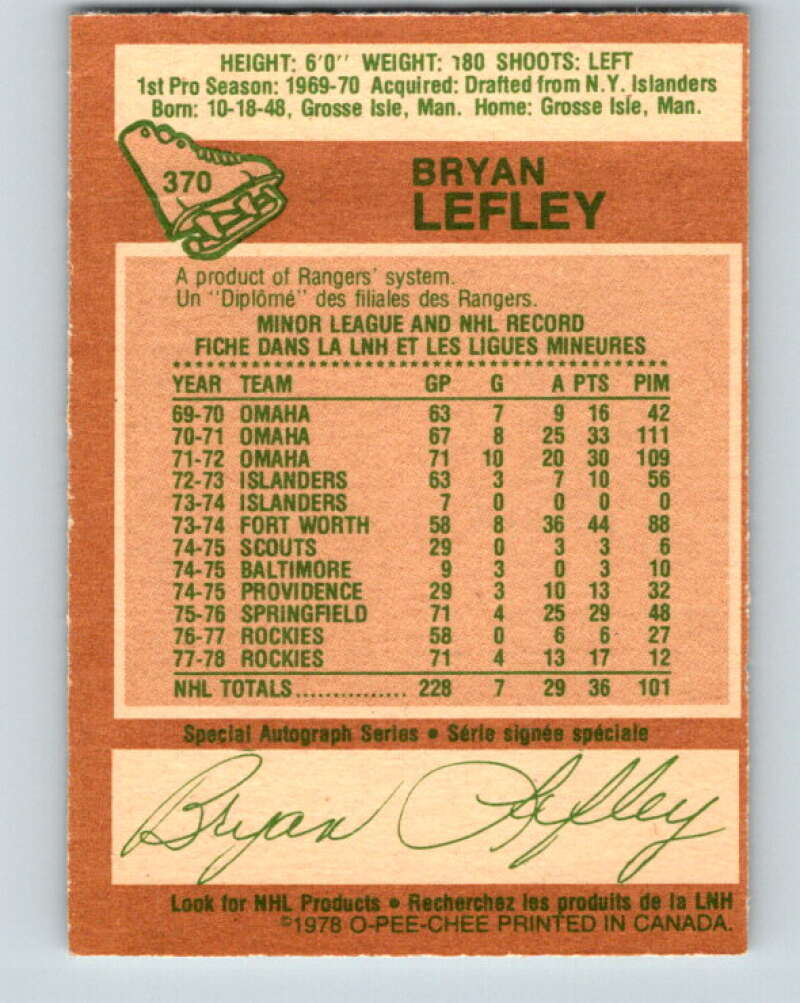 HEIGHT: 6'0'' WEIGHT: 180 SHOOTS: LEFT
1st Pro Season: 1969-70 Acquired: Drafted from N.Y. Islanders
Born: 10-18-48, Grosse Isle, Man. Home: Grosse Isle, Man.
370
BRYAN
LEFLEY
A product of Rangers' system.
Un "Diplômé" des filiales des Rangers.
MINOR LEAGUE AND NHL RECORD
FICHE DANS LA LNH ET LES LIGUES MINEURES
YEAR TEAM GP G A PTS PIM
69-70 OMAHA 63 7 9 16 42
70-71 OMAHA 67 8 25 33 111
71-72 OMAHA 71 10 20 30 109
72-73 ISLANDERS 63 3 7 10 56
73-74 ISLANDERS 7 0 0 0 0
73-74 FORT WORTH 58 8 36 44 88
74-75 SCOUTS 29 0 3 3 6
74-75 BALTIMORE 9 3 0 3 10
74-75 PROVIDENCE 29 3 10 13 32
75-76 SPRINGFIELD 71 4 25 29 48
76-77 ROCKIES 58 0 6 6 27
77-78 ROCKIES 71 4 13 17 12
NHL TOTALS............... 228 7 29 36 101
Special Autograph Series • Série signée spéciale
Bryan Lefley
Look for NHL Products • Recherchez les produits de la LNH
©1978 O-PEE-CHEE PRINTED IN CANADA.